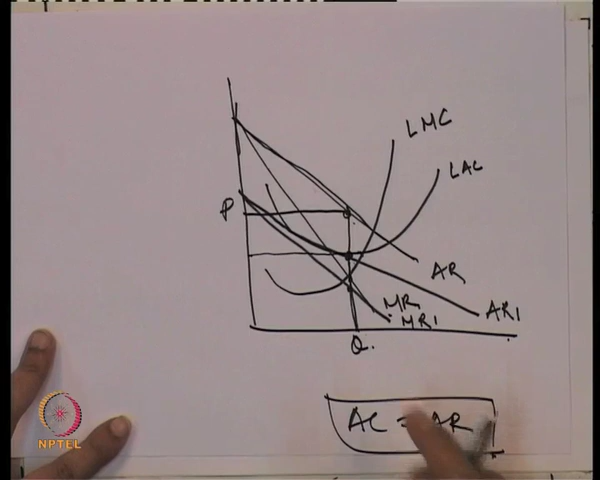 LMC
LAC
P
AR
MR
AR1
MR1
Q.
AC = AR
NPTEL